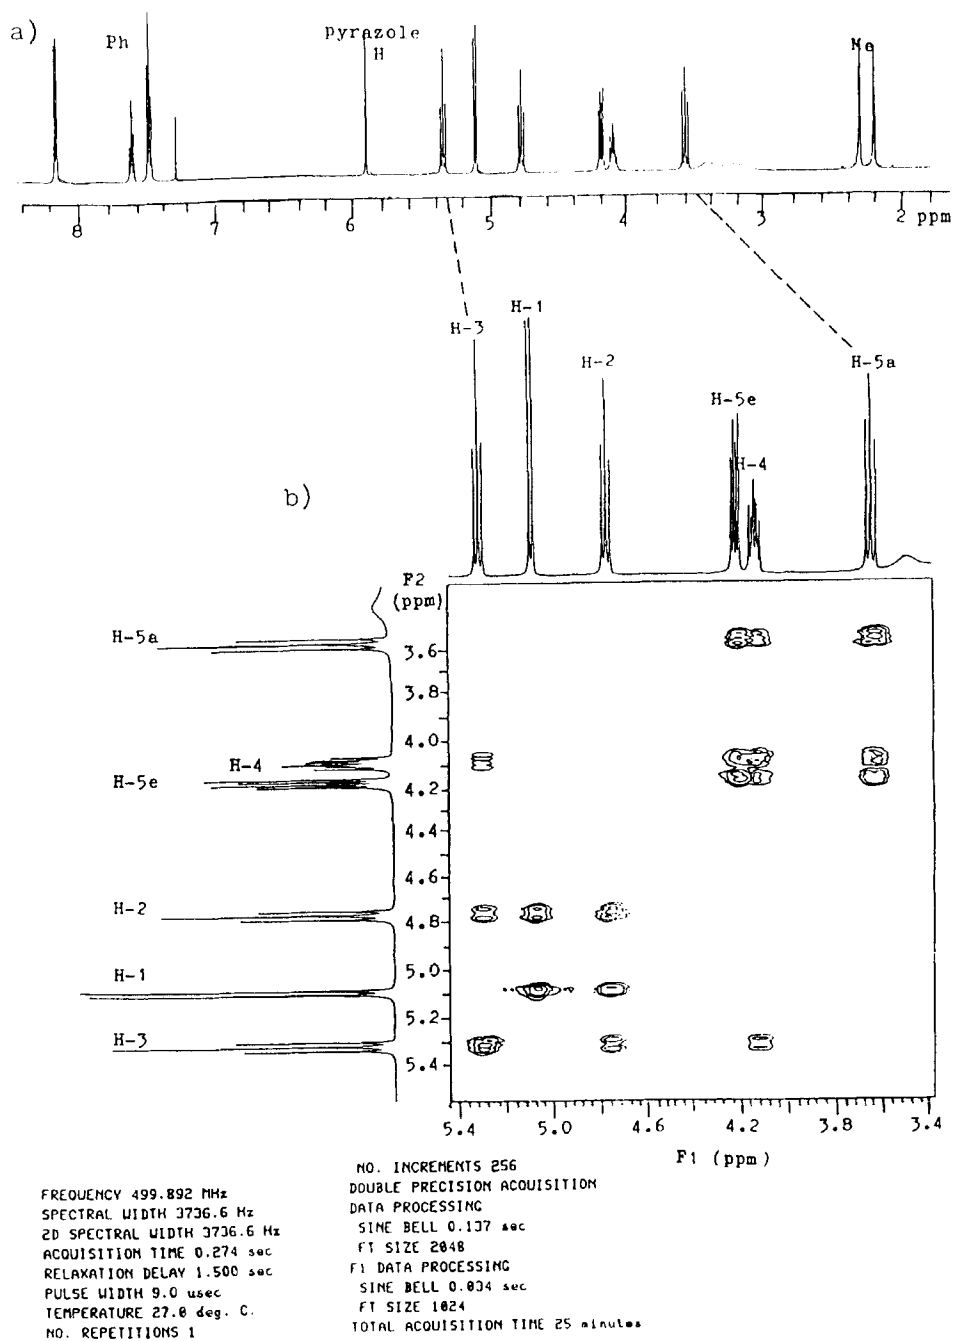 a)
Ph
pyrazole
H
Me
8 7 6 5 4 3 2 ppm
H-3
H-1
H-2
H-5e
H-4
H-5a
b)
F2
(ppm)
H-5a
H-4
H-5e
H-2
H-1
H-3
3.6
3.8
4.0
4.2
4.4
4.6
4.8
5.0
5.2
5.4
5.4 5.0 4.6 4.2 3.8 3.4
F1 (ppm)
FREQUENCY 499.892 MHz
SPECTRAL WIDTH 3736.6 Hz
2D SPECTRAL WIDTH 3736.6 Hz
ACQUISITION TIME 0.274 sec
RELAXATION DELAY 1.500 sec
PULSE WIDTH 9.0 usec
TEMPERATURE 27.0 deg. C.
NO. REPETITIONS 1
NO. INCREMENTS 256
DOUBLE PRECISION ACQUISITION
DATA PROCESSING
SINE BELL 0.137 sec
FT SIZE 2048
F1 DATA PROCESSING
SINE BELL 0.034 sec
FT SIZE 1024
TOTAL ACQUISITION TIME 25 minutes